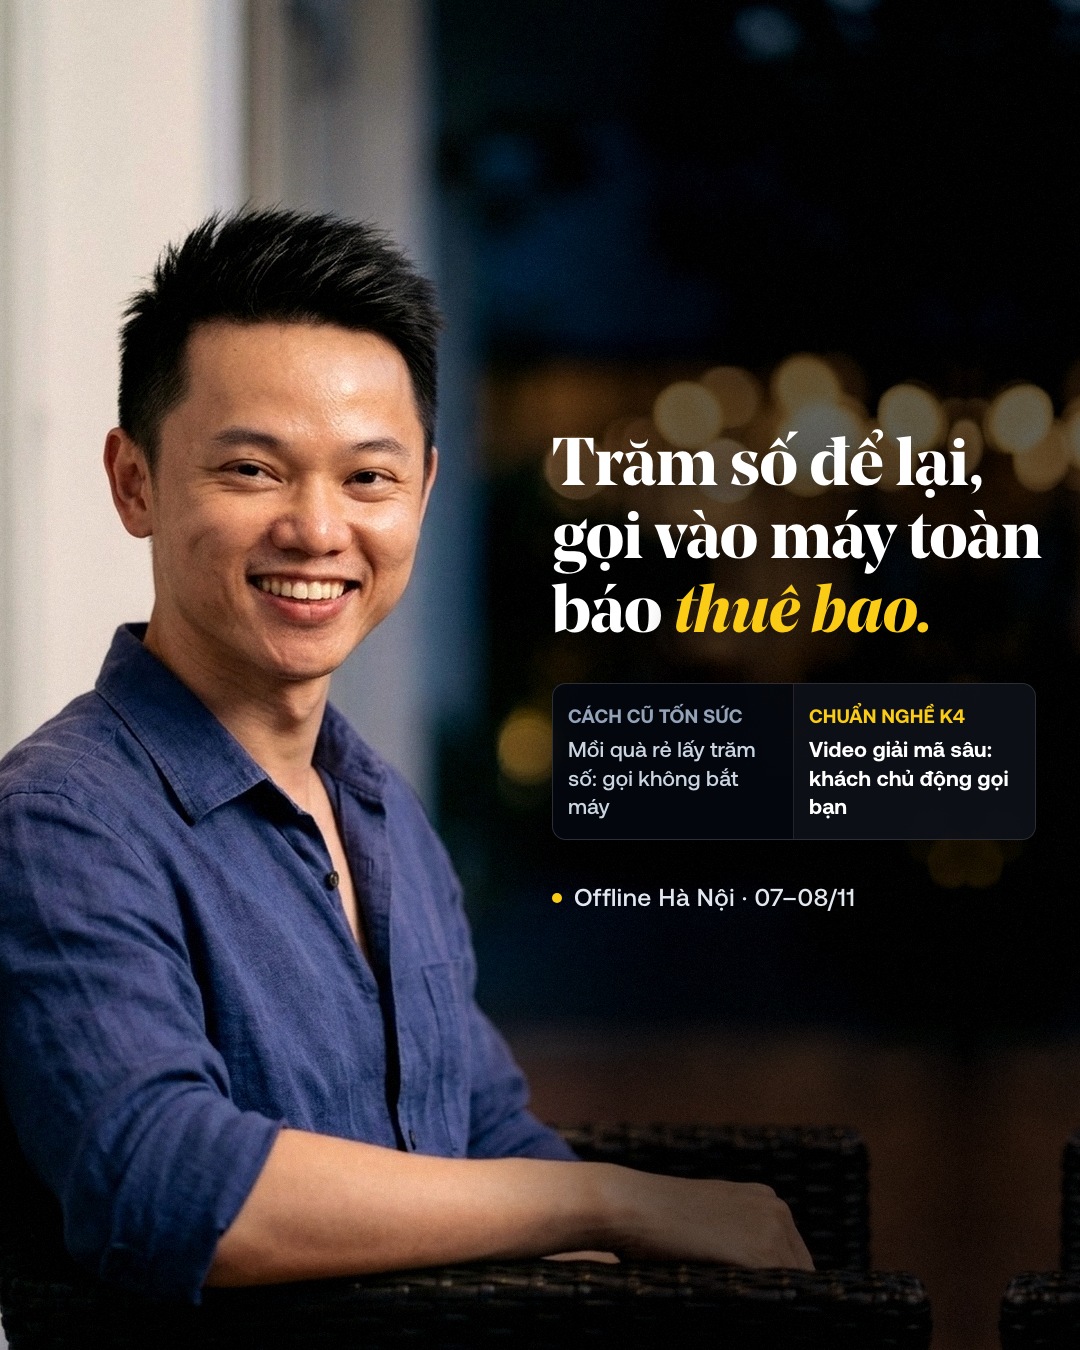 Trăm số để lại,
gọi vào máy toàn
báo thuê bao.
CÁCH CŨ TỐN SỨC
Mồi quà rẻ lấy trăm
số: gọi không bắt
máy
CHUẨN NGHỀ K4
Video giải mã sâu:
khách chủ động gọi
bạn
Offline Hà Nội · 07–08/11